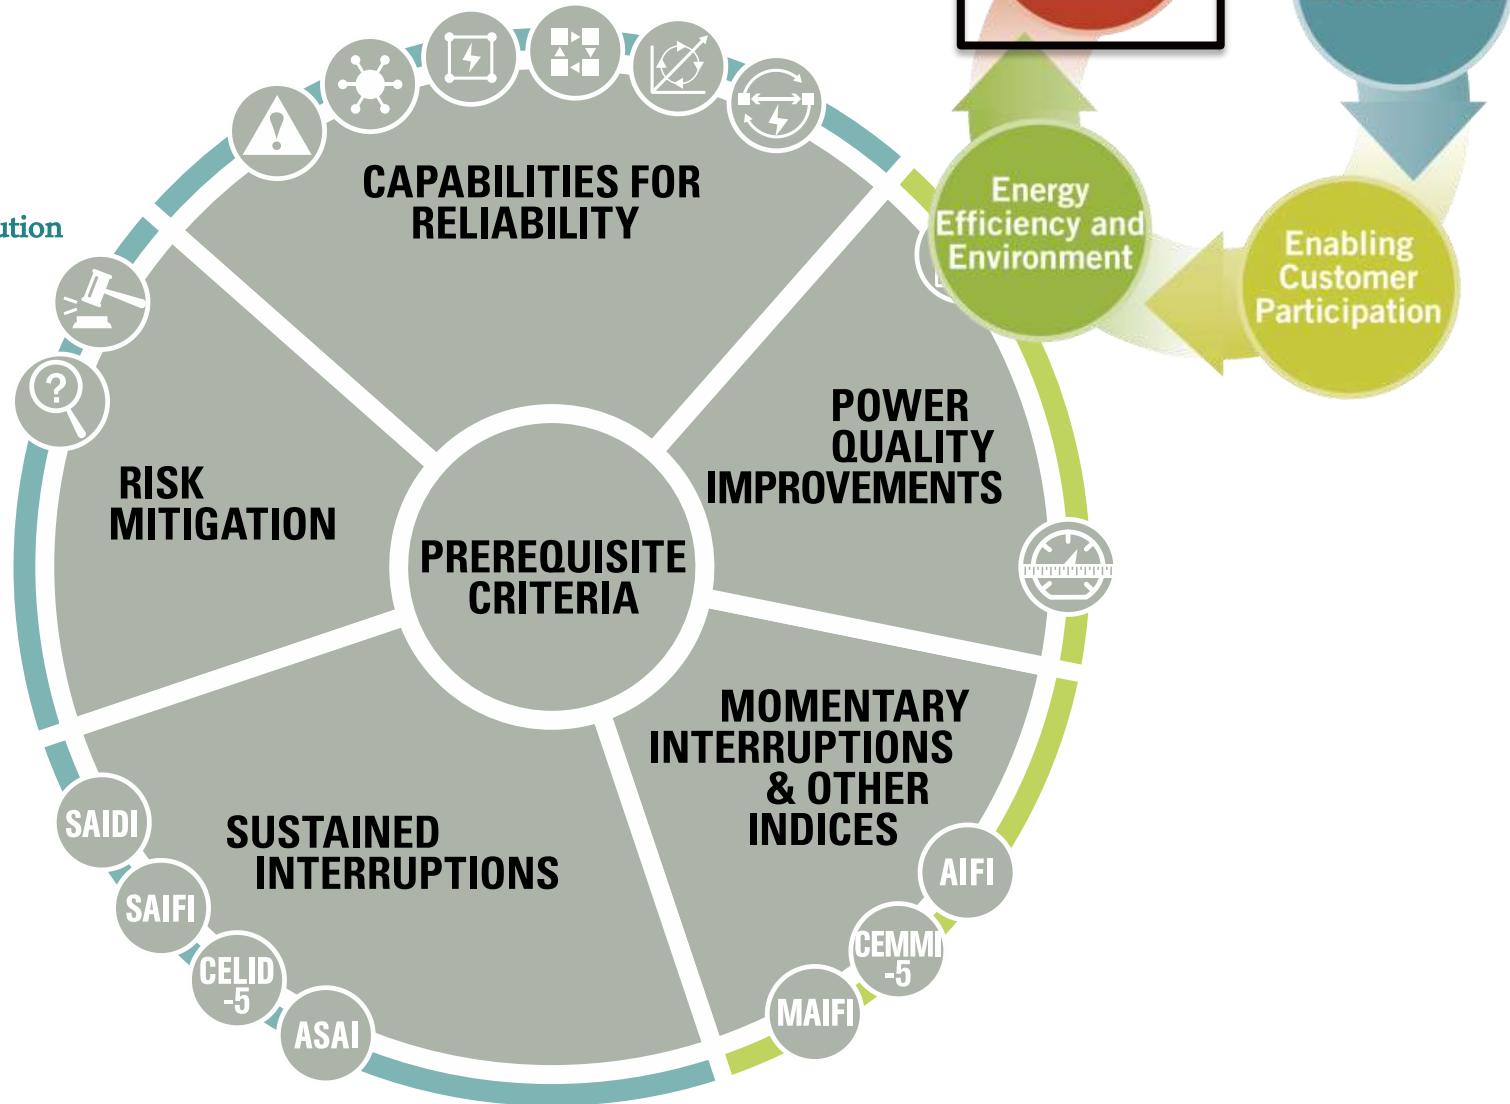 CAPABILITIES FOR
RELIABILITY
ution
RISK
MITIGATION
POWER
QUALITY
IMPROVEMENTS
PREREQUISITE
CRITERIA
MOMENTARY
INTERRUPTIONS
& OTHER
INDICES
SUSTAINED
INTERRUPTIONS
SAIDI
SAIFI
CELID
-5
ASAI
MAIFI
CEMMI
-5
AIFI
?
Energy
Efficiency and
Environment
Enabling
Customer
Participation